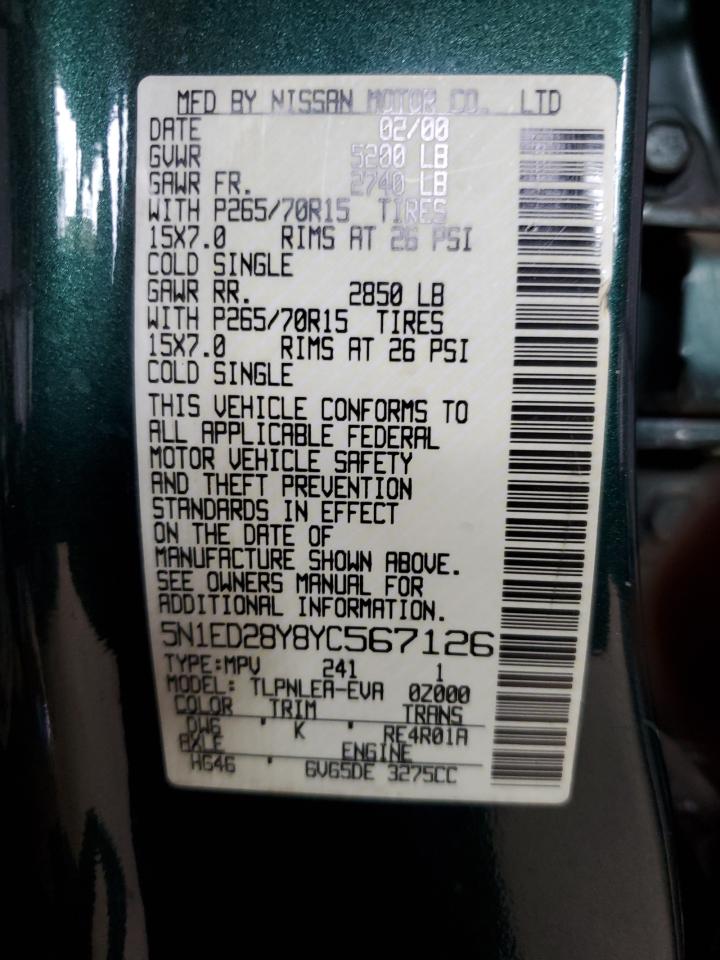 MFD BY NISSAN MOTOR CO., LTD
DATE 02/00
GVWR 5200 LB
GAWR FR. 2740 LB
WITH P265/70R15 TIRES
15X7.0 RIMS AT 26 PSI
COLD SINGLE
GAWR RR. 2850 LB
WITH P265/70R15 TIRES
15X7.0 RIMS AT 26 PSI
COLD SINGLE
THIS VEHICLE CONFORMS TO
ALL APPLICABLE FEDERAL
MOTOR VEHICLE SAFETY
AND THEFT PREVENTION
STANDARDS IN EFFECT
ON THE DATE OF
MANUFACTURE SHOWN ABOVE.
SEE OWNERS MANUAL FOR
ADDITIONAL INFORMATION.
5N1ED28Y8YC567126
TYPE:MPV 241 1
MODEL: TLPNLEA-EVA 0Z000
COLOR TRIM TRANS
DW6 ' K ' RE4R01A
AXLE ENGINE
HG46 ' 6VG5DE 3275CC